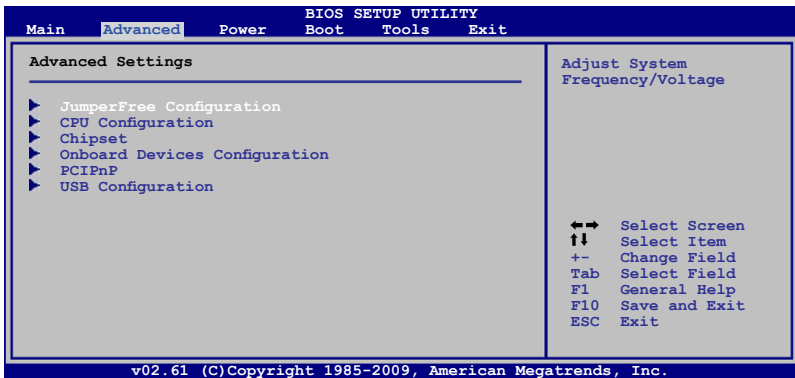 BIOS SETUP UTILITY
Main Advanced Power Boot Tools Exit
Advanced Settings
JumperFree Configuration
CPU Configuration
Chipset
Onboard Devices Configuration
PCIPnP
USB Configuration
Adjust System
Frequency/Voltage
←→ Select Screen
↑↓ Select Item
+- Change Field
Tab Select Field
F1 General Help
F10 Save and Exit
ESC Exit
v02.61 (C)Copyright 1985-2009, American Megatrends, Inc.